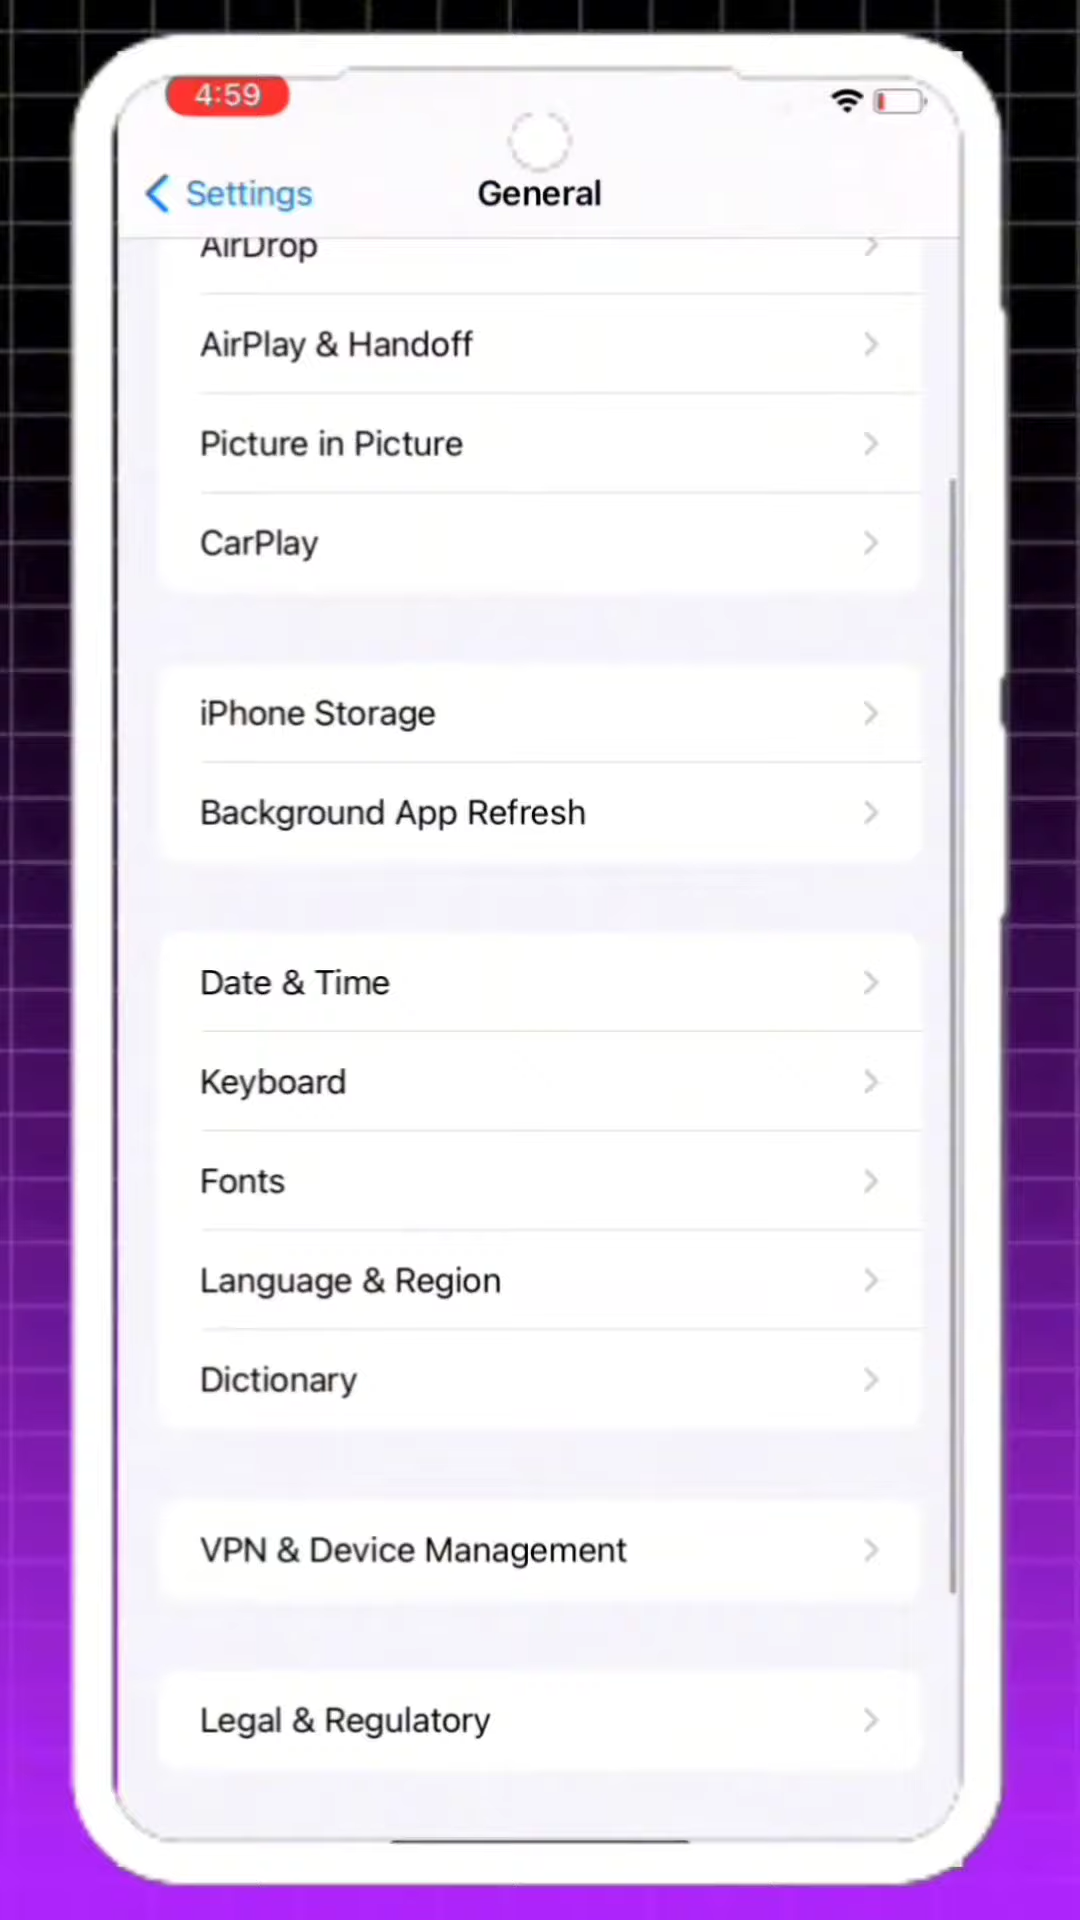 4:59
Settings
General
AirDrop
AirPlay & Handoff
Picture in Picture
CarPlay
iPhone Storage
Background App Refresh
Date & Time
Keyboard
Fonts
Language & Region
Dictionary
VPN & Device Management
Legal & Regulatory